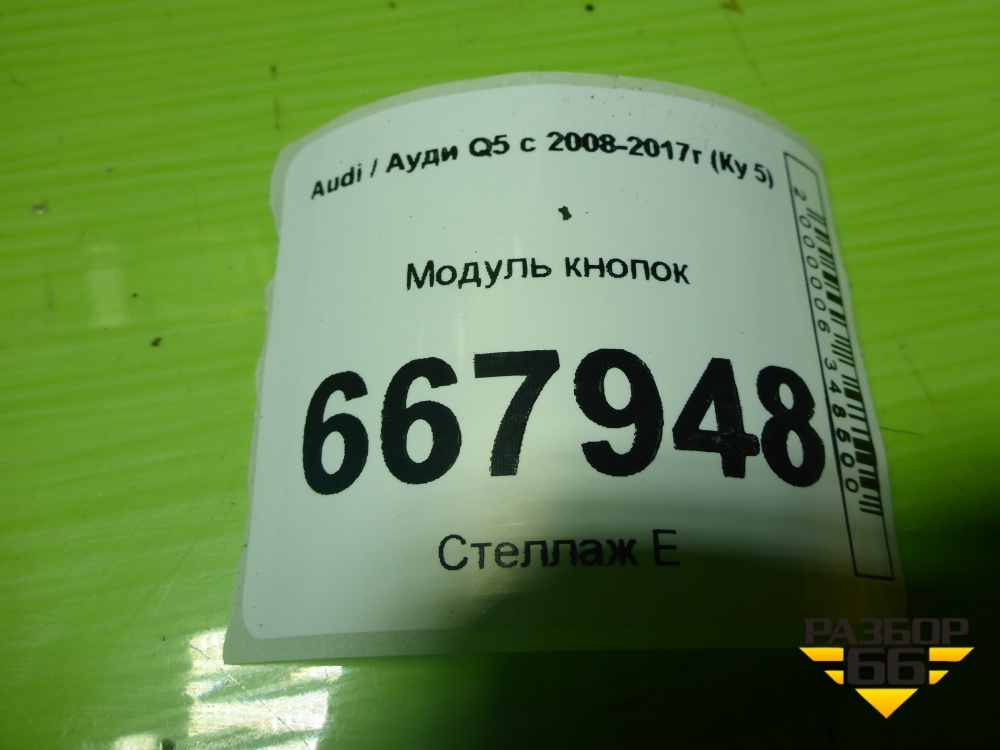 Audi / Ауди Q5 с 2008-2017г (Ку 5)
Модуль кнопок
667948
Стеллаж Е
2000006348600
РАЗБОР
66